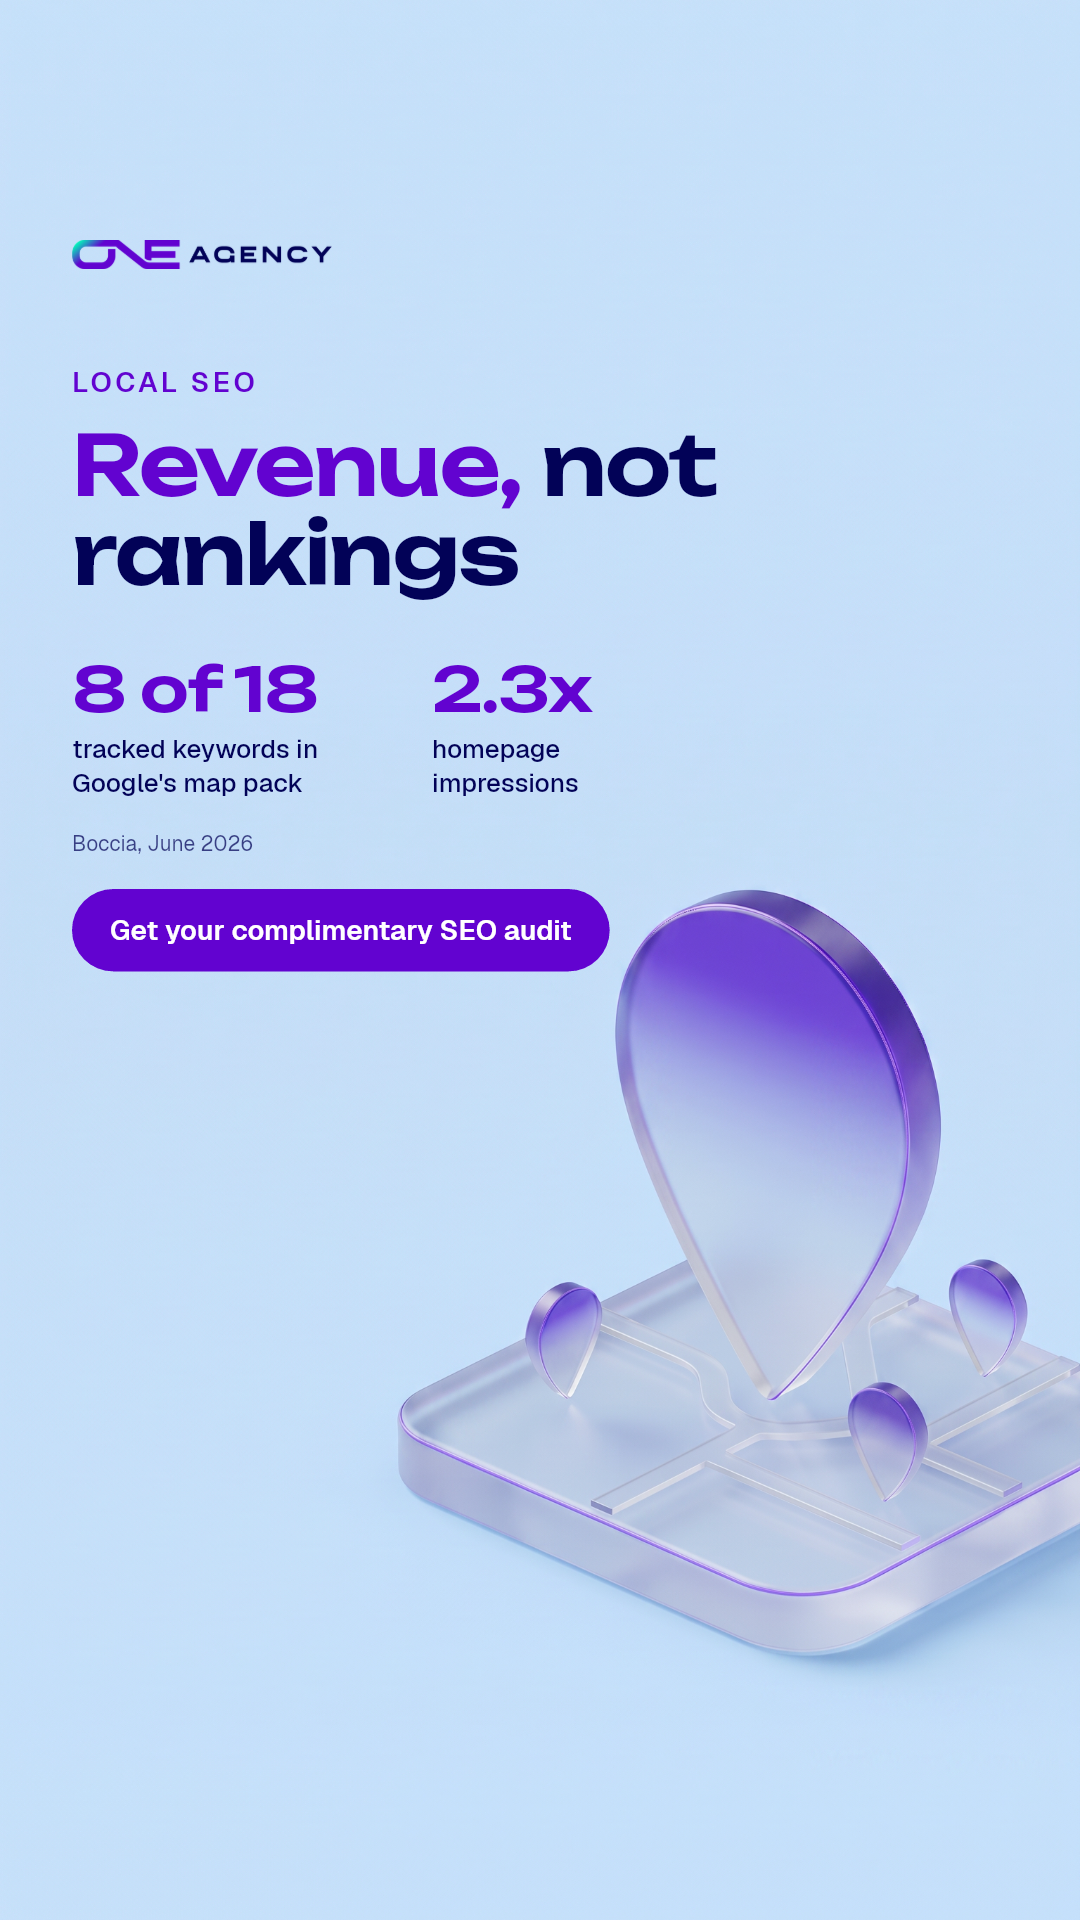 ONE AGENCY
LOCAL SEO
Revenue, not
rankings
8 of 18
tracked keywords in
Google's map pack
2.3x
homepage
impressions
Boccia, June 2026
Get your complimentary SEO audit